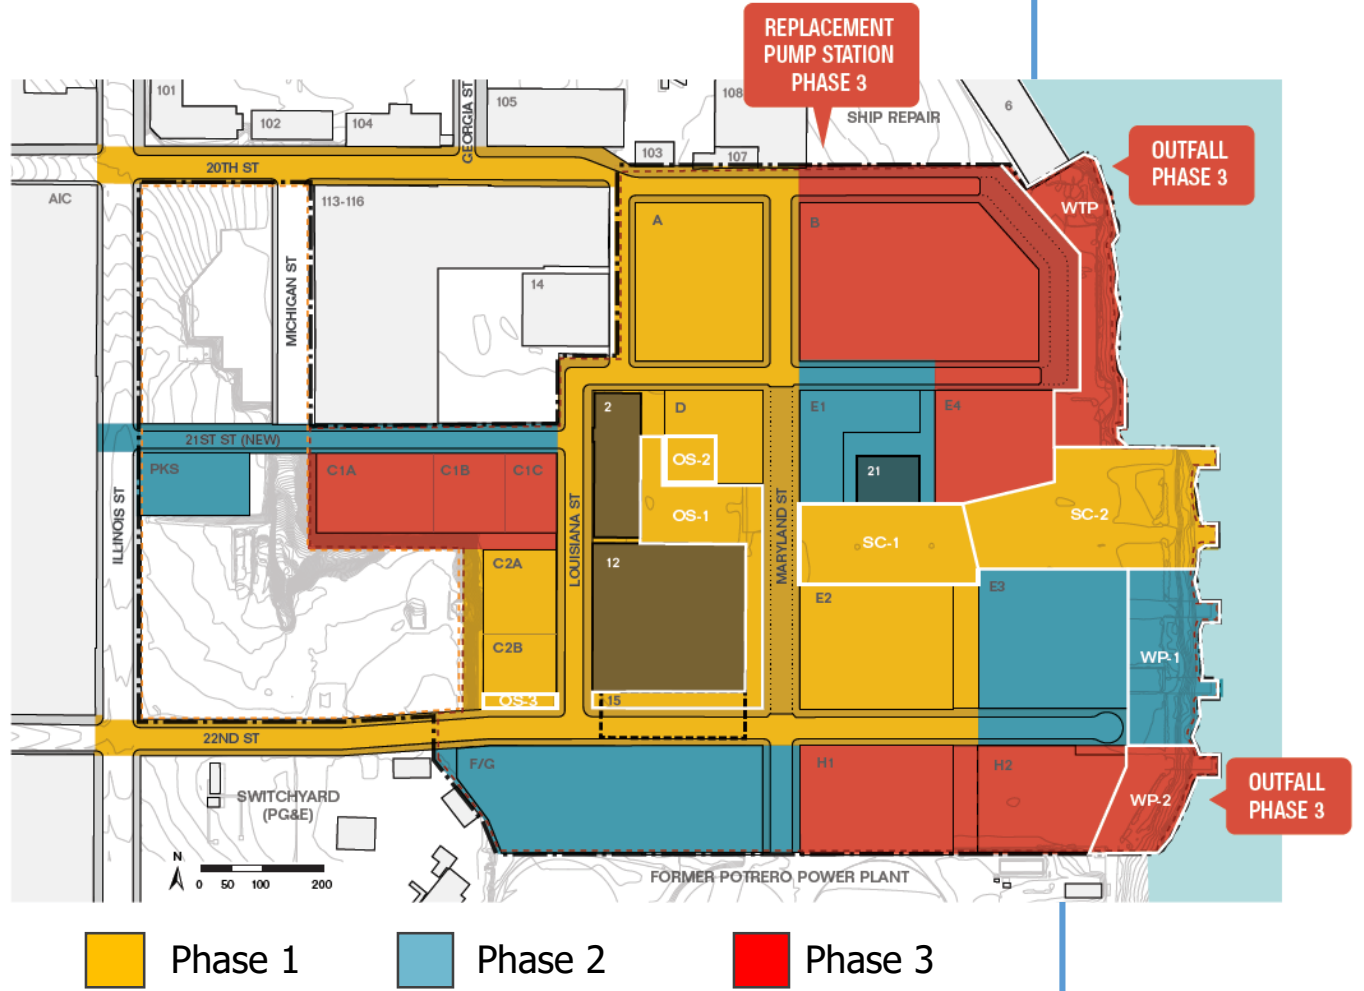 REPLACEMENT
PUMP STATION
PHASE 3
101
102
104
GEORGIA ST
105
103
108
107
SHIP REPAIR
6
OUTFALL
PHASE 3
20TH ST
AIC
113-116
MICHIGAN ST
14
A
B
WTP
21ST ST (NEW)
PKS
C1A
C1B
C1C
2
D
OS-2
OS-1
E1
E4
21
SC-1
SC-2
ILLINOIS ST
LOUISIANA ST
MARYLAND ST
C2A
C2B
OS-3
12
15
E2
E3
WP-1
22ND ST
F/G
H1
H2
WP-2
OUTFALL
PHASE 3
SWITCHYARD
(PG&E)
N
0 50 100 200
FORMER POTRERO POWER PLANT
Phase 1
Phase 2
Phase 3